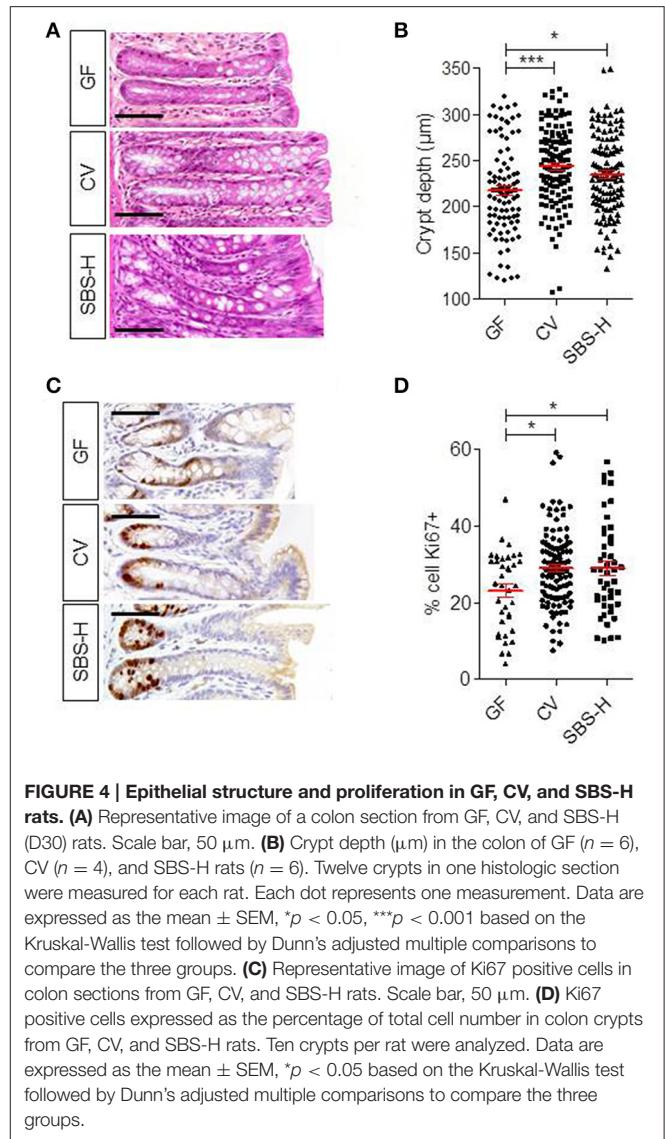 A
GF
CV
SBS-H
B
*
***
350
300
250
200
150
100
Crypt depth (µm)
GF
CV
SBS-H
C
GF
CV
SBS-H
D
*
*
60
40
20
0
% cell Ki67+
GF
CV
SBS-H
FIGURE 4 | Epithelial structure and proliferation in GF, CV, and SBS-H
rats. (A) Representative image of a colon section from GF, CV, and SBS-H
(D30) rats. Scale bar, 50 µm. (B) Crypt depth (µm) in the colon of GF (n = 6),
CV (n = 4), and SBS-H rats (n = 6). Twelve crypts in one histologic section
were measured for each rat. Each dot represents one measurement. Data are
expressed as the mean ± SEM, *p < 0.05, ***p < 0.001 based on the
Kruskal-Wallis test followed by Dunn's adjusted multiple comparisons to
compare the three groups. (C) Representative image of Ki67 positive cells in
colon sections from GF, CV, and SBS-H rats. Scale bar, 50 µm. (D) Ki67
positive cells expressed as the percentage of total cell number in colon crypts
from GF, CV, and SBS-H rats. Ten crypts per rat were analyzed. Data are
expressed as the mean ± SEM, *p < 0.05 based on the Kruskal-Wallis test
followed by Dunn's adjusted multiple comparisons to compare the three
groups.